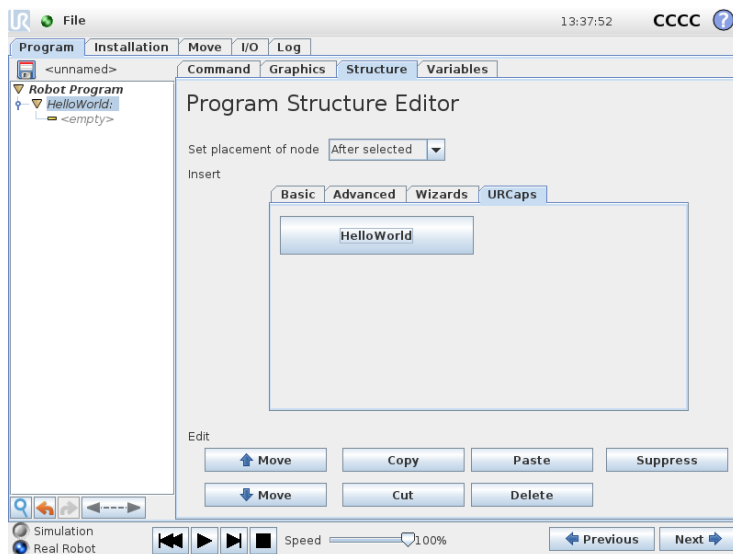 UR File 13:37:52 CCCC ?
Program Installation Move I/O Log
<unnamed> Command Graphics Structure Variables
Robot Program
HelloWorld:
<empty>
Program Structure Editor
Set placement of node After selected
Insert
Basic Advanced Wizards URCaps
HelloWorld
Edit
Move Copy Paste Suppress
Move Cut Delete
Simulation
Real Robot
Speed 100% Previous Next